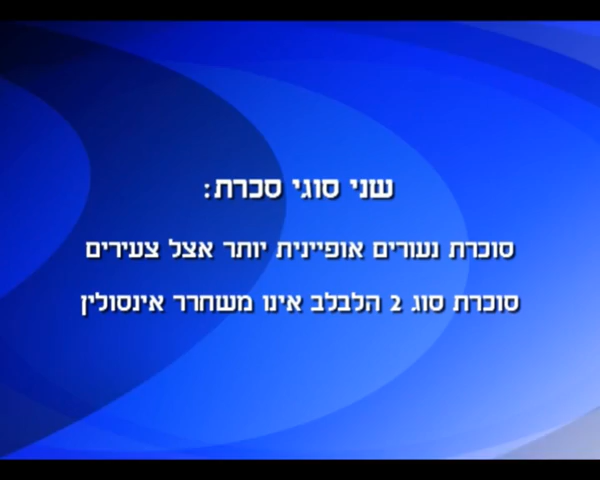 שני סוגי סכרת:
סוכרת נעורים אופיינית יותר אצל צעירים
סוכרת סוג 2 הלבלב אינו משחרר אינסולין